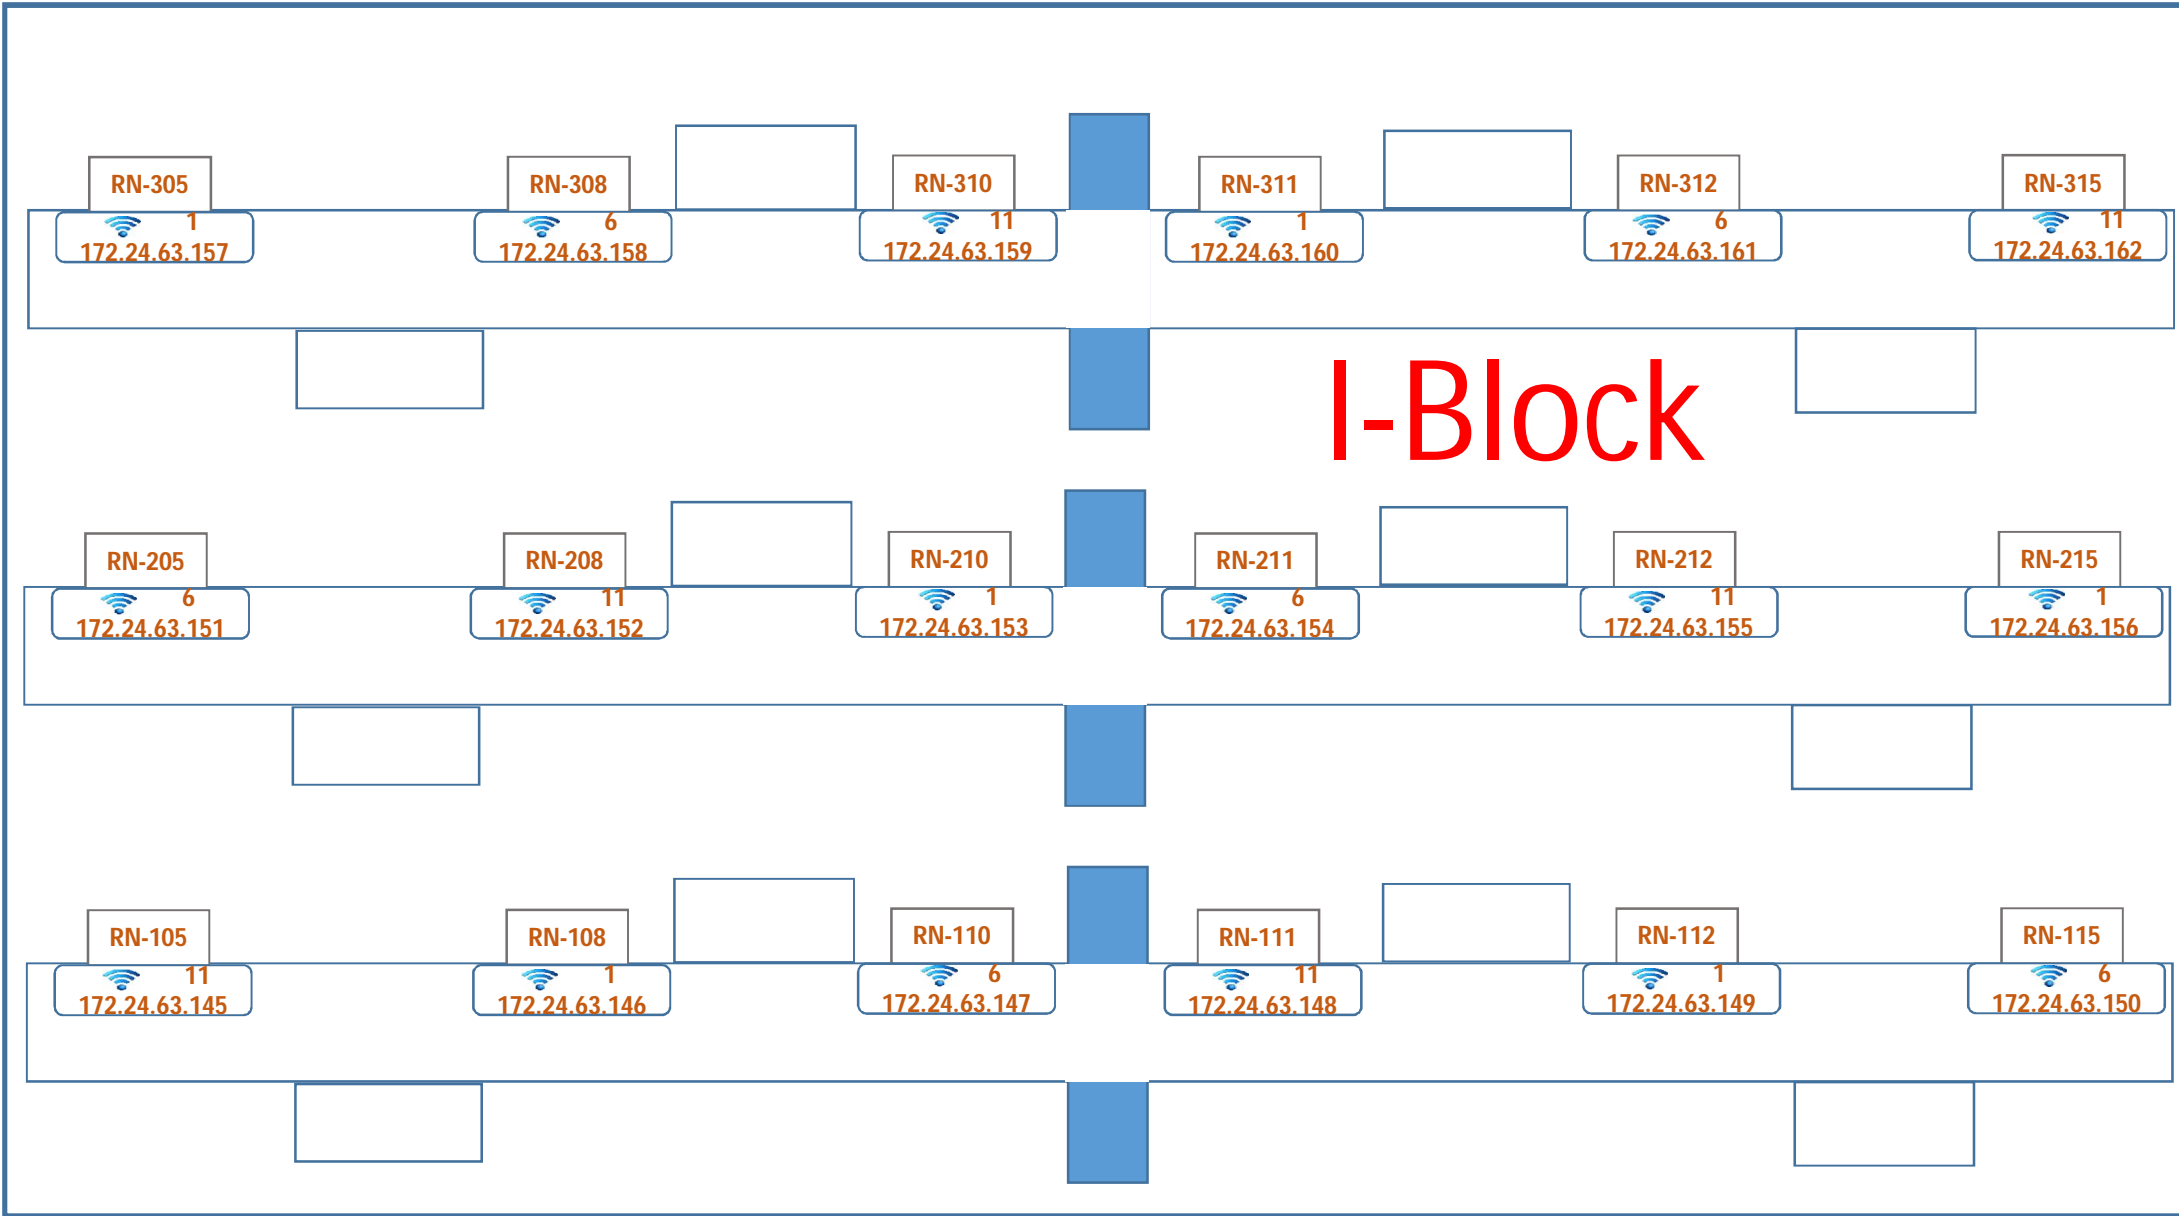 RN-305 RN-308 RN-310 RN-311 RN-312 RN-315
1 6 11 1 6 11
172.24.63.157 172.24.63.158 172.24.63.159 172.24.63.160 172.24.63.161 172.24.63.162
I-Block
RN-205 RN-208 RN-210 RN-211 RN-212 RN-215
6 11 1 6 11 1
172.24.63.151 172.24.63.152 172.24.63.153 172.24.63.154 172.24.63.155 172.24.63.156
RN-105 RN-108 RN-110 RN-111 RN-112 RN-115
11 1 6 11 1 6
172.24.63.145 172.24.63.146 172.24.63.147 172.24.63.148 172.24.63.149 172.24.63.150